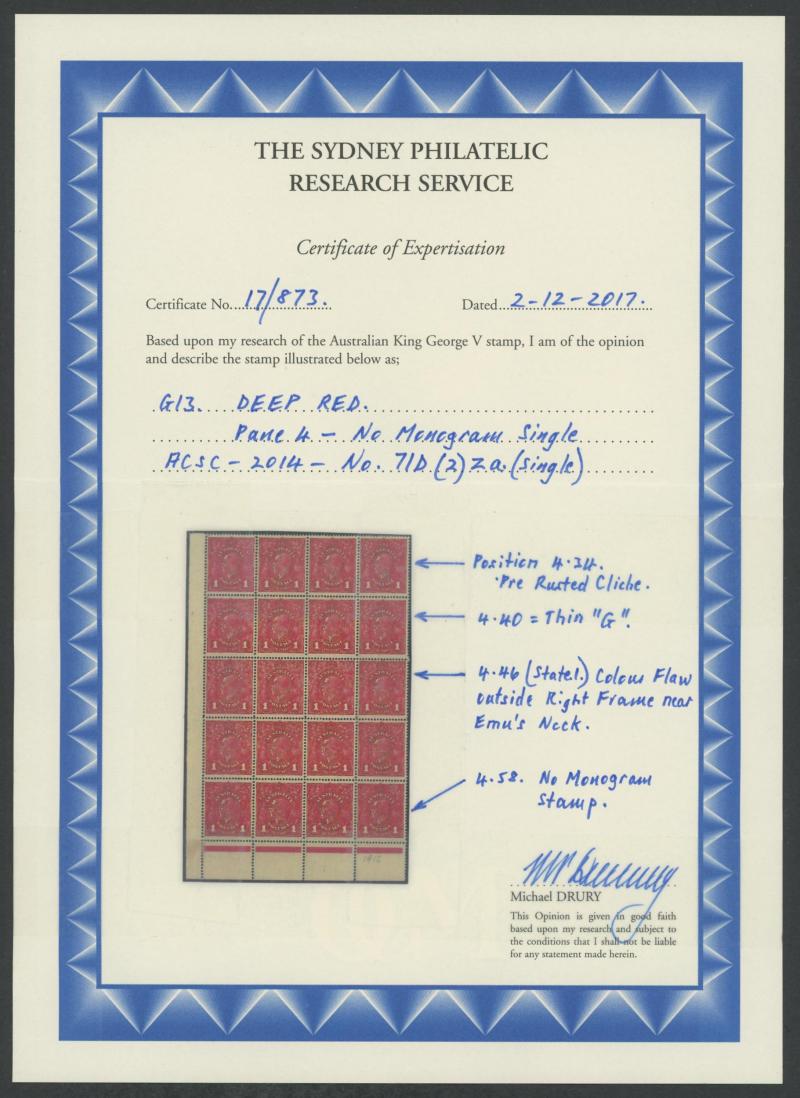 THE SYDNEY PHILATELIC
RESEARCH SERVICE
Certificate of Expertisation
Certificate No. 17/873.
Dated 2-12-2017.
Based upon my research of the Australian King George V stamp, I am of the opinion
and describe the stamp illustrated below as;
G13. DEEP RED.
Pane 4 - No Monogram Single
ACSC - 2014 - No. 71D (2) za. (single)
Position 4.34.
Pre Rusted Cliche.
4.40 = Thin "G".
4.46 (State 1.) Colour Flaw
outside Right Frame near
Emu's Neck.
4.58. No Monogram
Stamp.
Michael DRURY
This Opinion is given in good faith
based upon my research and subject to
the conditions that I shall not be liable
for any statement made herein.